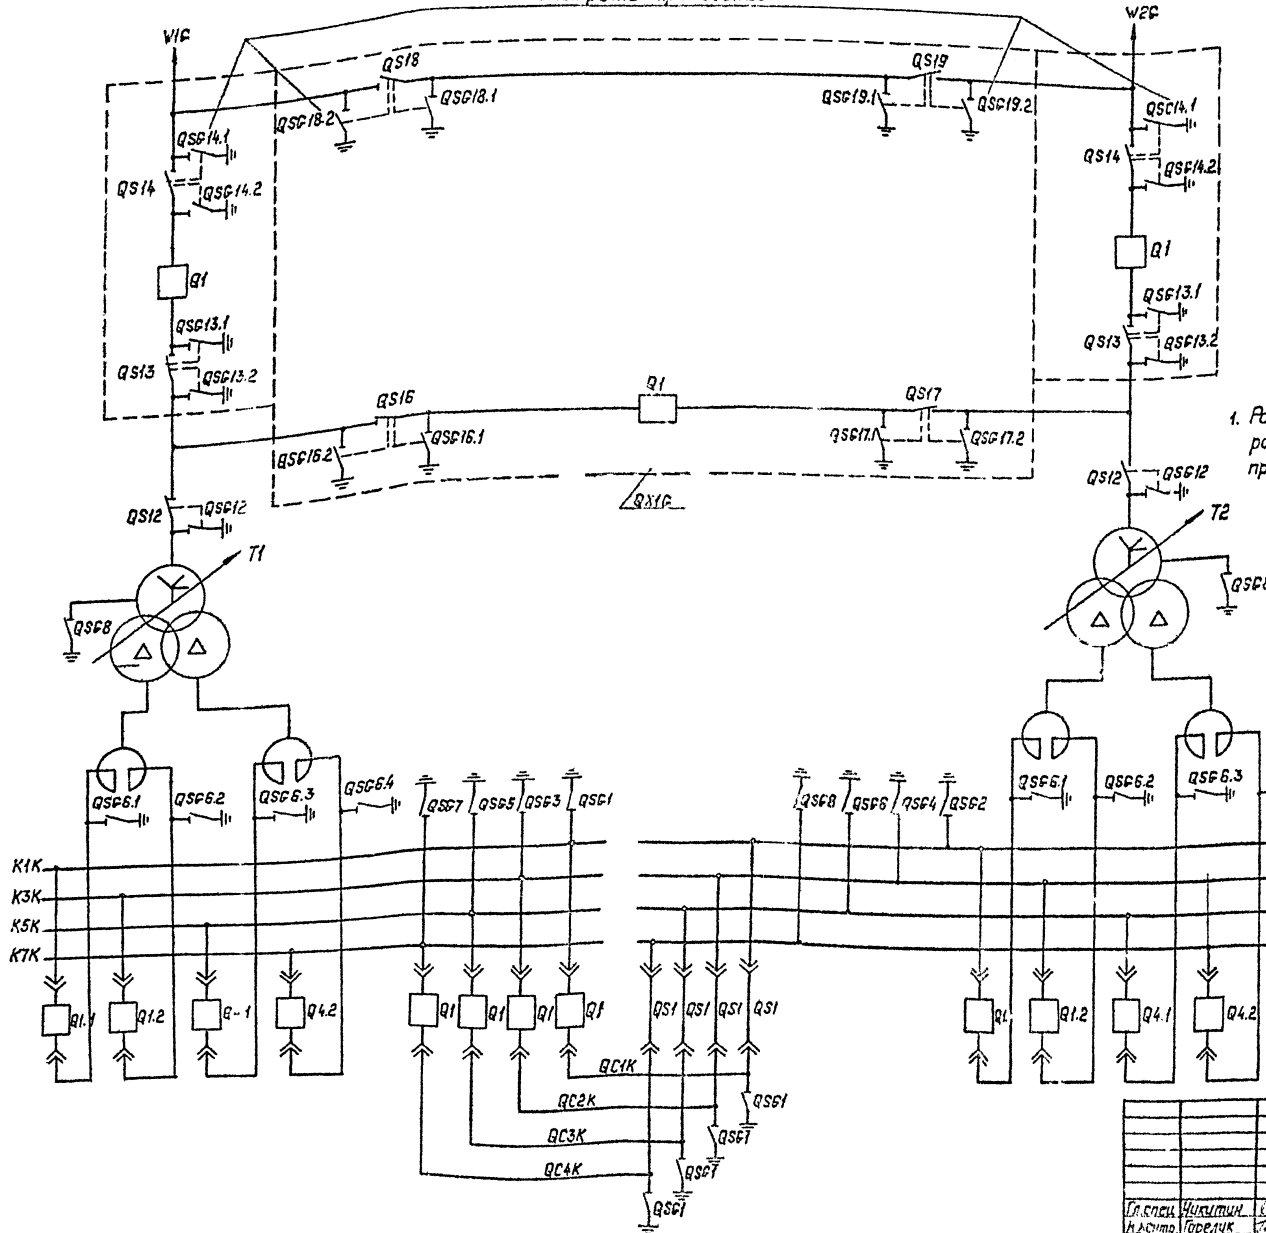 W1G
W2G
QS18
QS19
QSG18.2
QSG18.1
QSG19.1
QSG19.2
QSG14.1
QSG14.1
QS14
QSG14.2
QS14
QSG14.2
Q1
Q1
QSG13.1
QSG13.1
QS13
QSG13.2
QS13
QSG13.2
QS16
Q1
QS17
QSG16.2
QSG16.1
QSG17.1
QSG17.2
1.
QX1G
QS12
QSG12
QS12
QSG12
T1
T2
QSG8
QSG8
QSG6.1
QSG6.2
QSG6.3
QSG6.4
QSG7
QSG5
QSG3
QSG1
QSG8
QSG6
QSG4
QSG2
QSG6.1
QSG6.2
QSG6.3
K1K
K3K
K5K
K7K
Q1.1
Q1.2
Q-1
Q4.2
Q1
Q1
Q1
Q1
QS1
QS1
QS1
QS1
Q1.2
Q4.1
Q4.2
QC1K
QC2K
QC3K
QC4K
QSG1
QSG1
QSG1
QSG1
Гл.спец Никитин
Горелик